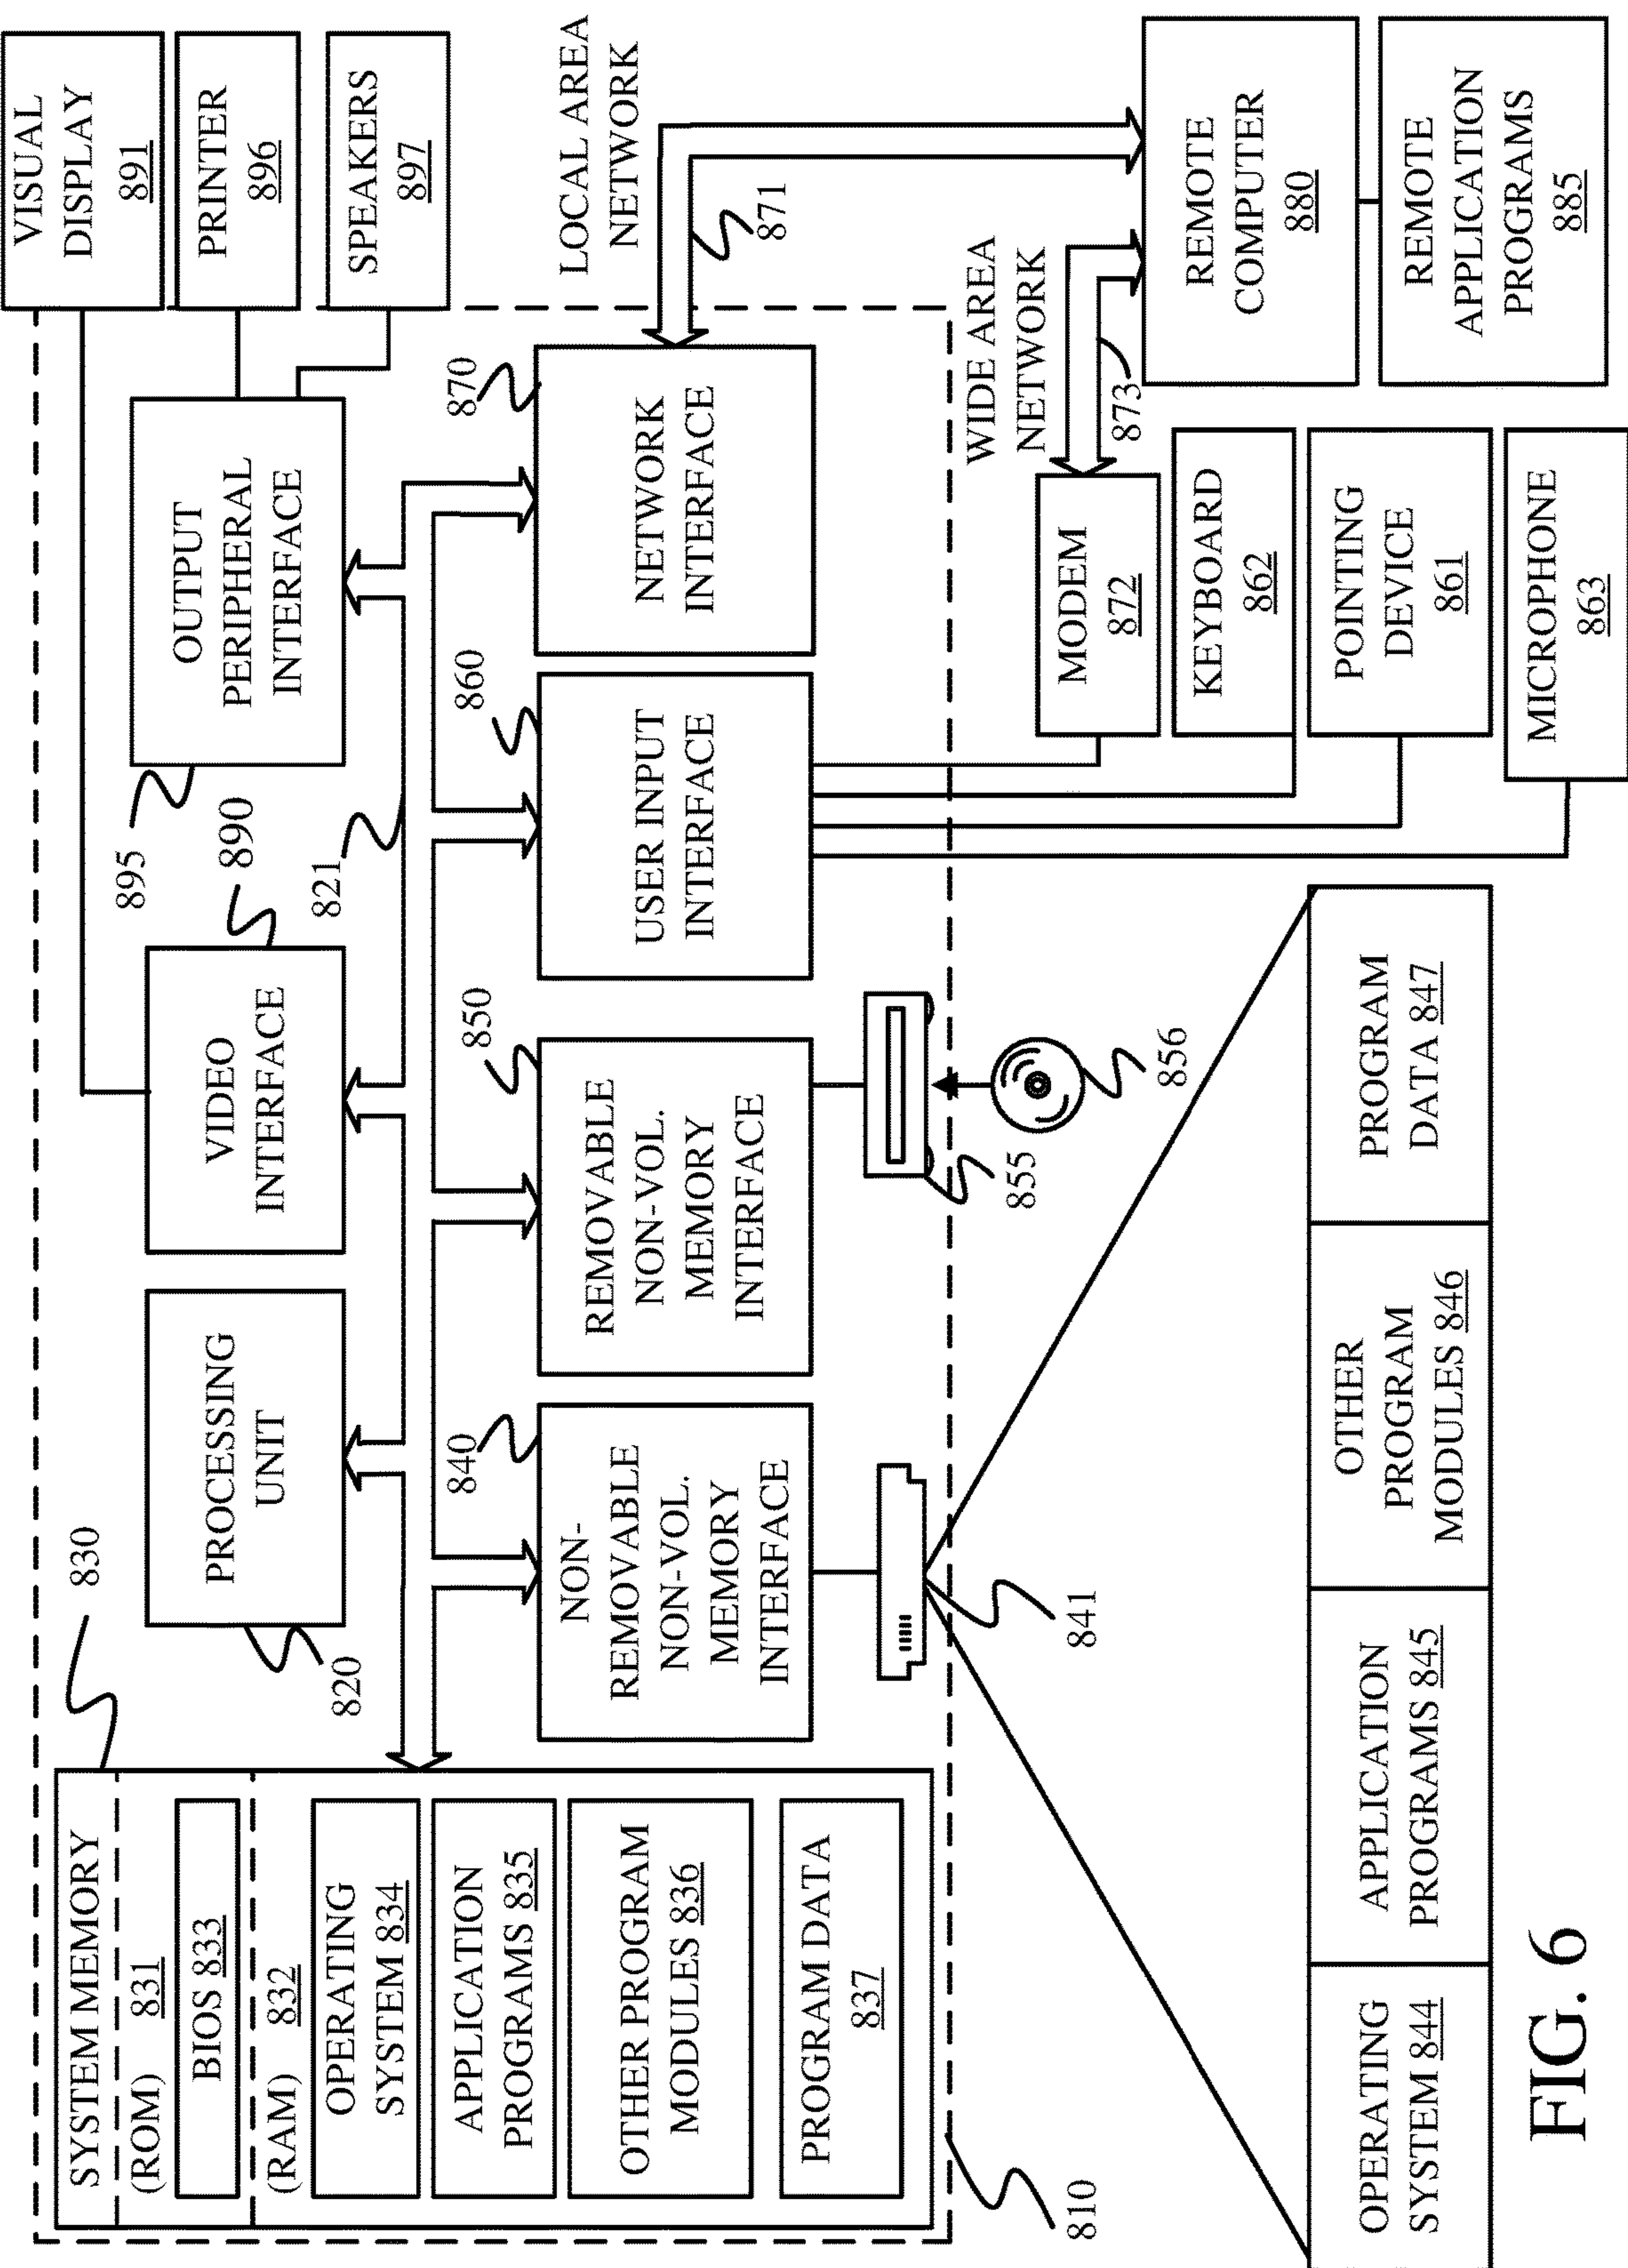 SYSTEM MEMORY
(ROM) 831
BIOS 833
(RAM) 832
OPERATING
SYSTEM 834
APPLICATION
PROGRAMS 835
OTHER PROGRAM
MODULES 836
PROGRAM DATA
837
830
820
PROCESSING
UNIT
VIDEO
INTERFACE
890
821
895
OUTPUT
PERIPHERAL
INTERFACE
VISUAL
DISPLAY
891
PRINTER
896
SPEAKERS
897
840
NON-
REMOVABLE
NON-VOL.
MEMORY
INTERFACE
850
REMOVABLE
NON-VOL.
MEMORY
INTERFACE
860
USER INPUT
INTERFACE
870
NETWORK
INTERFACE
LOCAL AREA
NETWORK
871
810
841
855
856
WIDE AREA
NETWORK
873
MODEM
872
KEYBOARD
862
POINTING
DEVICE
861
MICROPHONE
863
REMOTE
COMPUTER
880
REMOTE
APPLICATION
PROGRAMS
885
OPERATING
SYSTEM 844
APPLICATION
PROGRAMS 845
OTHER
PROGRAM
MODULES 846
PROGRAM
DATA 847
FIG. 6